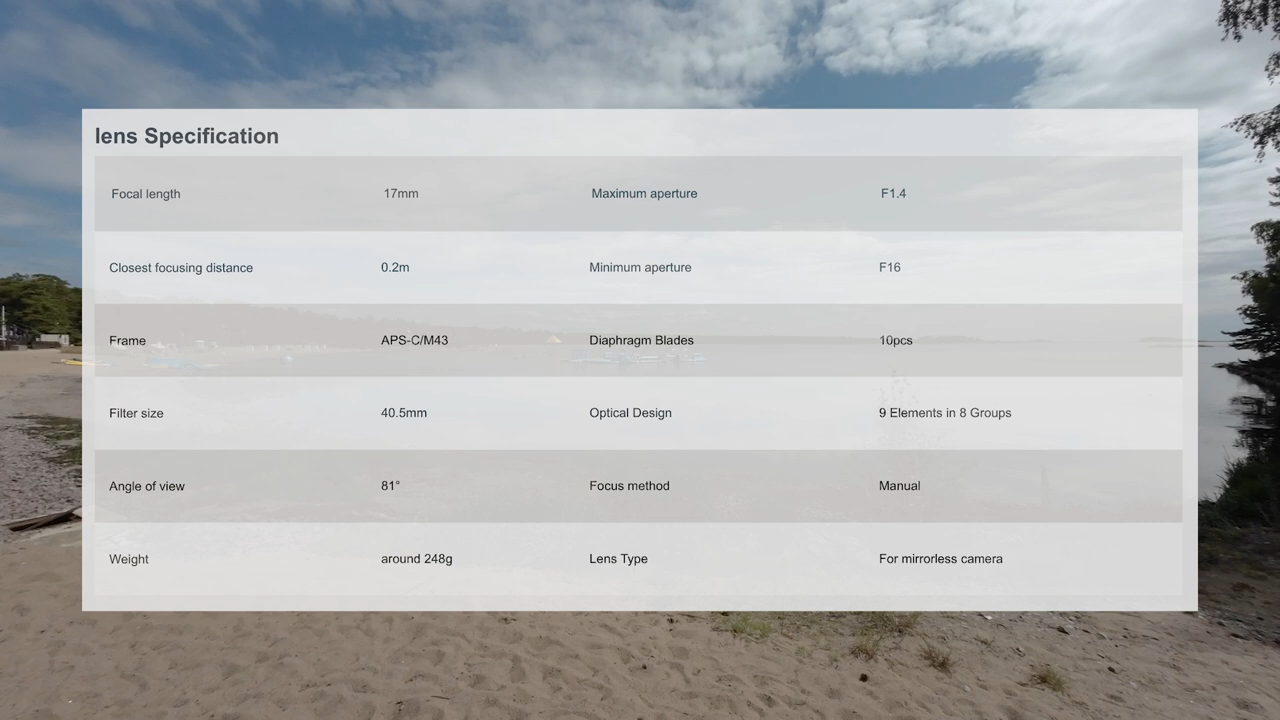 lens Specification
Focal length 17mm Maximum aperture F1.4
Closest focusing distance 0.2m Minimum aperture F16
Frame APS-C/M43 Diaphragm Blades 10pcs
Filter size 40.5mm Optical Design 9 Elements in 8 Groups
Angle of view 81° Focus method Manual
Weight around 248g Lens Type For mirrorless camera